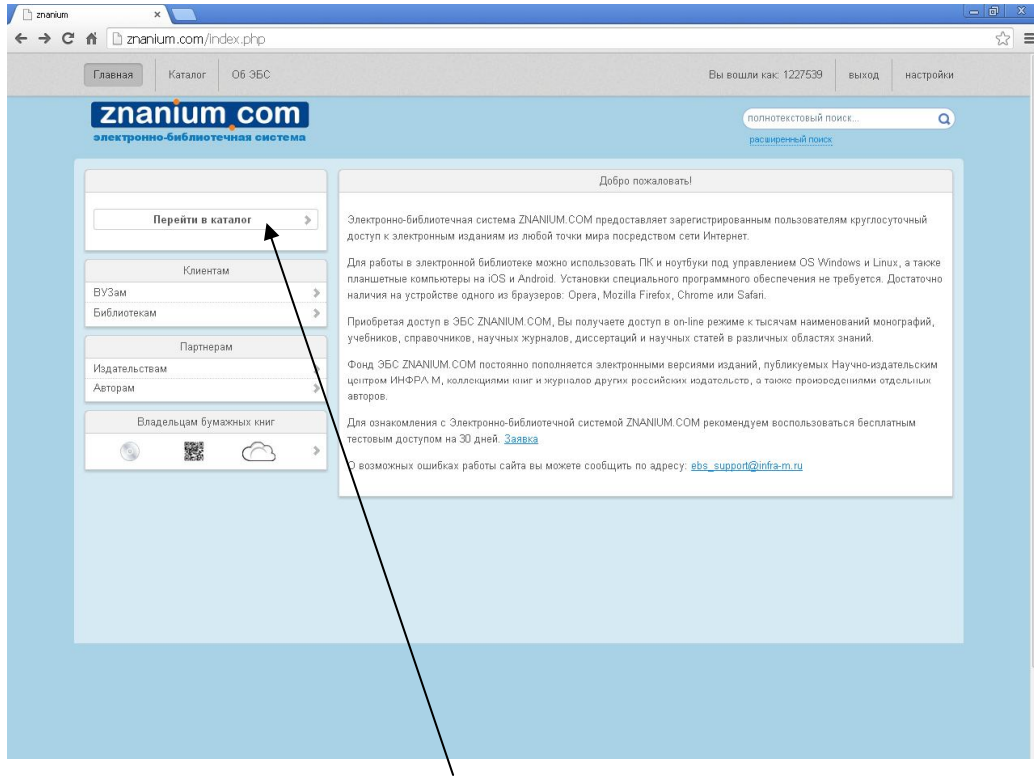 znanium
znanium.com/index.php
Главная Каталог Об ЭБС Вы вошли как: 1227539 выход настройки
znanium.com
электронно-библиотечная система
полнотекстовый поиск...
расширенный поиск
Перейти в каталог
Клиентам
ВУЗам
Библиотекам
Партнерам
Издательствам
Авторам
Владельцам бумажных книг
Добро пожаловать!
Электронно-библиотечная система ZNANIUM.COM предоставляет зарегистрированным пользователям круглосуточный
доступ к электронным изданиям из любой точки мира посредством сети Интернет.
Для работы в электронной библиотеке можно использовать ПК и ноутбуки под управлением OS Windows и Linux, а также
планшетные компьютеры на iOS и Android. Установки специального программного обеспечения не требуется. Достаточно
наличия на устройстве одного из браузеров: Opera, Mozilla Firefox, Chrome или Safari.
Приобретая доступ в ЭБС ZNANIUM.COM, Вы получаете доступ в on-line режиме к тысячам наименований монографий,
учебников, справочников, научных журналов, диссертаций и научных статей в различных областях знаний.
Фонд ЭБС ZNANIUM.COM постоянно пополняется электронными версиями изданий, публикуемых Научно-издательским
центром ИНФРА-М, коллекциями книг и журналов других российских издательств, а также произведениями отдельных
авторов.
Для ознакомления с Электронно-библиотечной системой ZNANIUM.COM рекомендуем воспользоваться бесплатным
тестовым доступом на 30 дней. Заявка
О возможных ошибках работы сайта вы можете сообщить по адресу: ebs_support@infra-m.ru